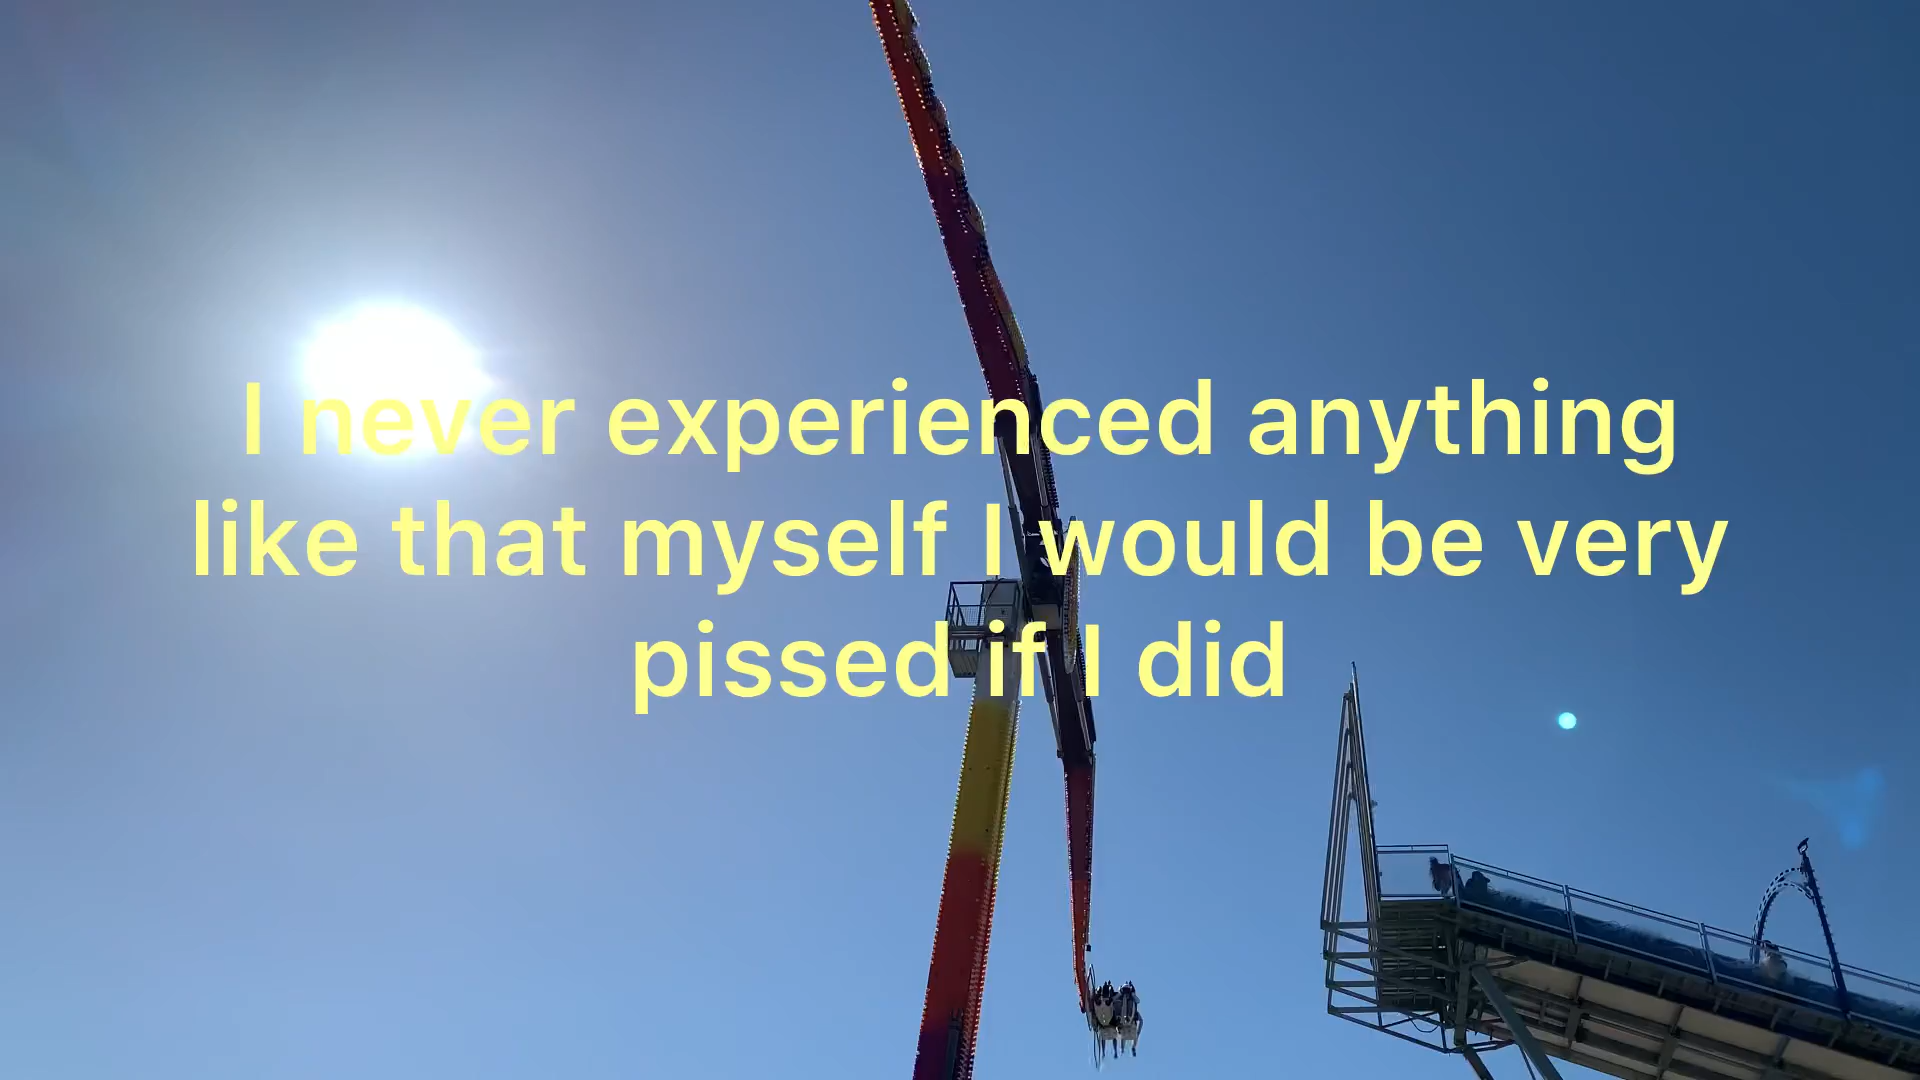 I never experienced anything
like that myself I would be very
pissed if I did